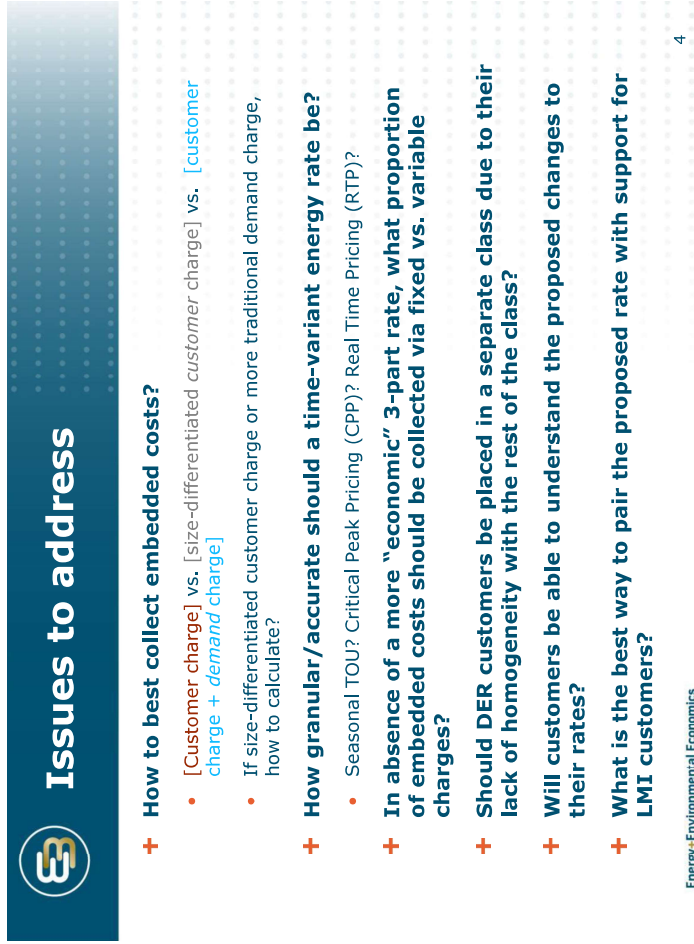 Issues to address
+ How to best collect embedded costs?
• [Customer charge] vs. [size-differentiated customer charge] vs. [customer
charge + demand charge]
• If size-differentiated customer charge or more traditional demand charge,
how to calculate?
+ How granular/accurate should a time-variant energy rate be?
• Seasonal TOU? Critical Peak Pricing (CPP)? Real Time Pricing (RTP)?
+ In absence of a more “economic” 3-part rate, what proportion
of embedded costs should be collected via fixed vs. variable
charges?
+ Should DER customers be placed in a separate class due to their
lack of homogeneity with the rest of the class?
+ Will customers be able to understand the proposed changes to
their rates?
+ What is the best way to pair the proposed rate with support for
LMI customers?
Energy+Environmental Economics
4